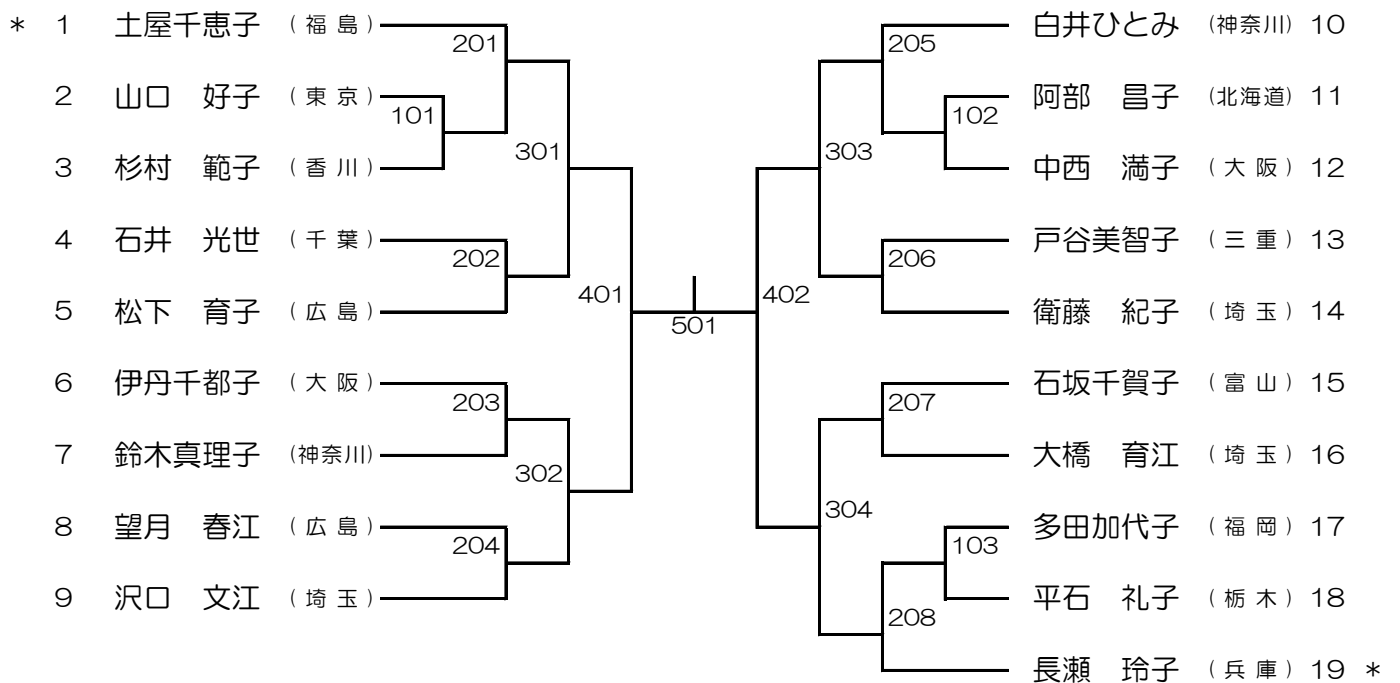 * 1 土屋千恵子 (福島) 白井ひとみ (神奈川) 10
201 205
2 山口 好子 (東京) 阿部 昌子 (北海道) 11
101 102
301 303
3 杉村 範子 (香川) 中西 満子 (大阪) 12
4 石井 光世 (千葉) 戸谷美智子 (三重) 13
202 206
401 402
5 松下 育子 (広島) 衛藤 紀子 (埼玉) 14
501
6 伊丹千都子 (大阪) 石坂千賀子 (富山) 15
203 207
7 鈴木真理子 (神奈川) 大橋 育江 (埼玉) 16
302
304
8 望月 春江 (広島) 多田加代子 (福岡) 17
204 103
9 沢口 文江 (埼玉) 平石 礼子 (栃木) 18
208
長瀬 玲子 (兵庫) 19 *